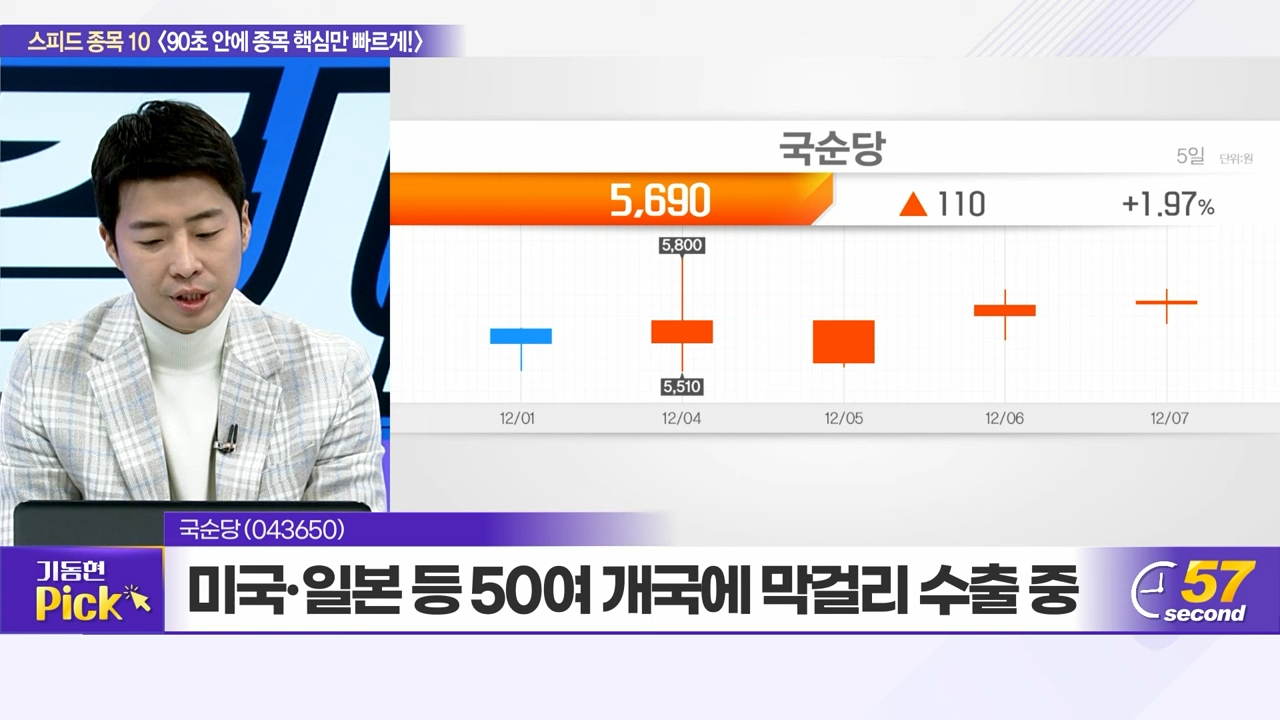 스피드 종목 10 〈90초 안에 종목 핵심만 빠르게!〉
국순당
5일 단위:원
5,690 ▲ 110 +1.97%
5,800
5,510
12/01 12/04 12/05 12/06 12/07
국순당(043650)
기동현
Pick
미국·일본 등 50여 개국에 막걸리 수출 중
57
second